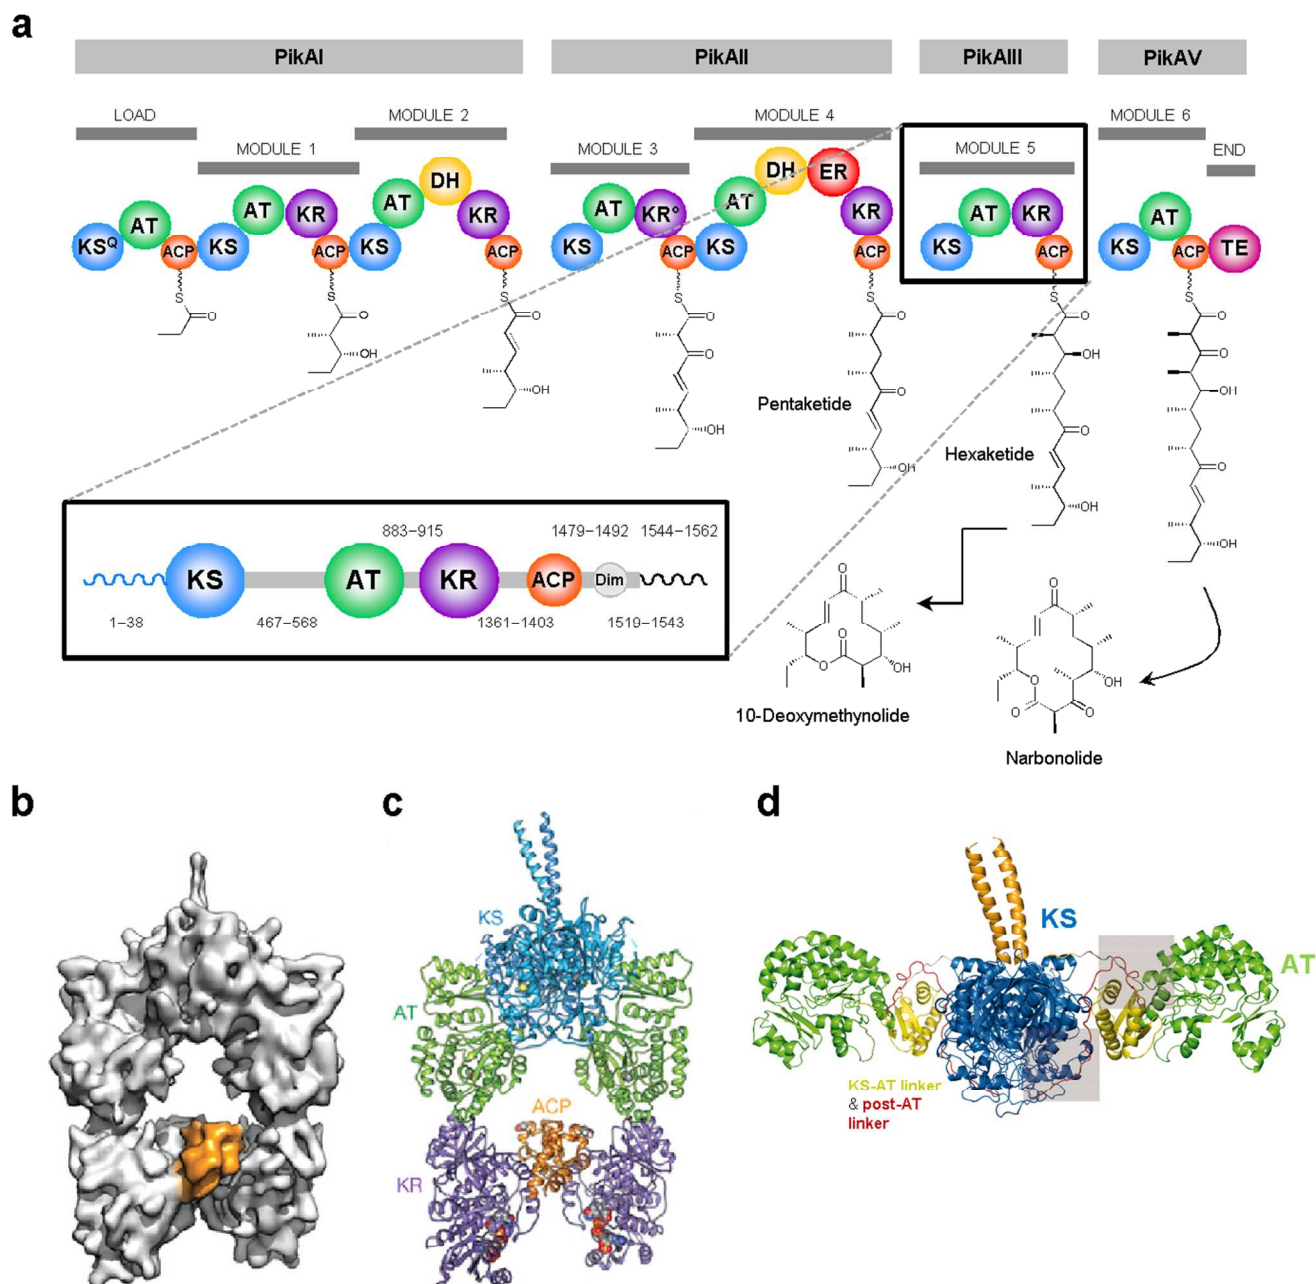 a
PikAI PikAII PikAIII PikAV
LOAD MODULE 2 MODULE 4 MODULE 6
MODULE 1 MODULE 3 MODULE 5 END
DH DH ER
AT KR AT AT KR° AT KR AT KR AT
KSQ AT ACP KS ACP KS KR ACP KS ACP KS ACP KS ACP KS ACP TE
S S S S S S S
O O O O O O O
OH O OH O
OH O OH
Pentaketide O
OH Hexaketide O O
OH
OH OH
883–915 1479–1492 1544–1562
KS AT KR ACP Dim
1–38 467–568 1361–1403 1519–1543
O O
O
O OH O OH
O O
10-Deoxymethynolide
Narbonolide
b c d
KS KS
AT AT
ACP
KS-AT linker
& post-AT
linker
KR